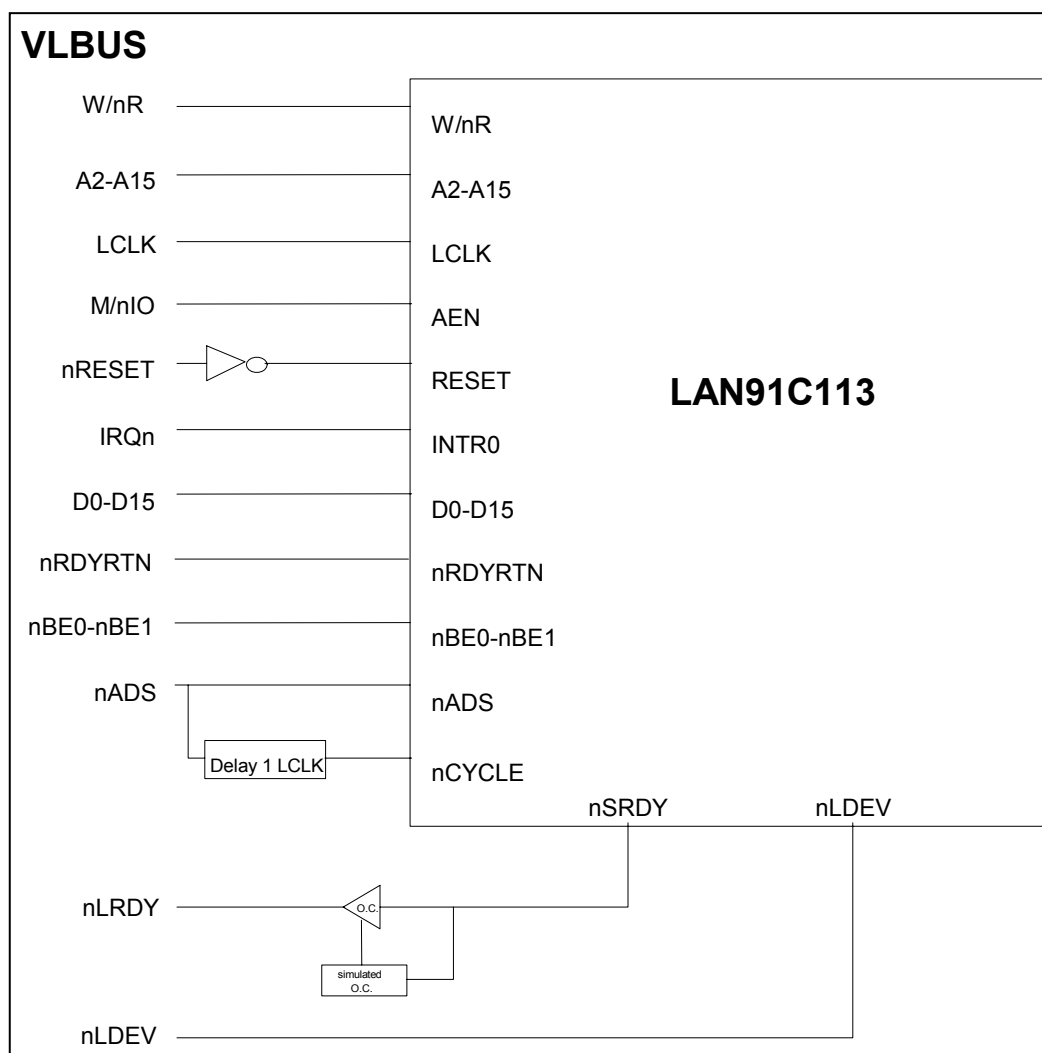 VLBUS
W/nR
W/nR
A2-A15
A2-A15
LCLK
LCLK
M/nIO
AEN
nRESET
RESET
LAN91C113
IRQn
INTR0
D0-D15
D0-D15
nRDYRTN
nRDYRTN
nBE0-nBE1
nBE0-nBE1
nADS
nADS
Delay 1 LCLK
nCYCLE
nSRDY
nLDEV
nLRDY
O.C.
simulated
O.C.
nLDEV